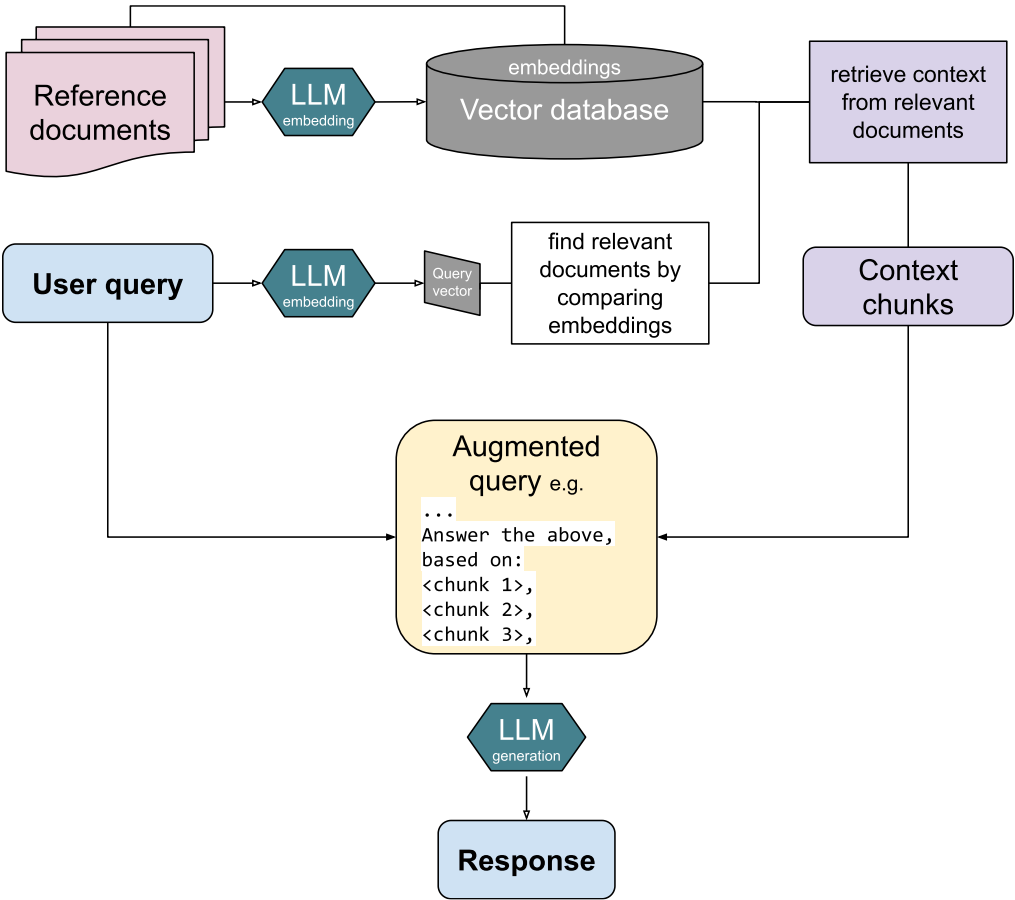 Reference
documents
LLM
embedding
embeddings
Vector database
retrieve context
from relevant
documents
User query
LLM
embedding
Query
vector
find relevant
documents by
comparing
embeddings
Context
chunks
Augmented
query e.g.
...
Answer the above,
based on:
<chunk 1>,
<chunk 2>,
<chunk 3>,
LLM
generation
Response